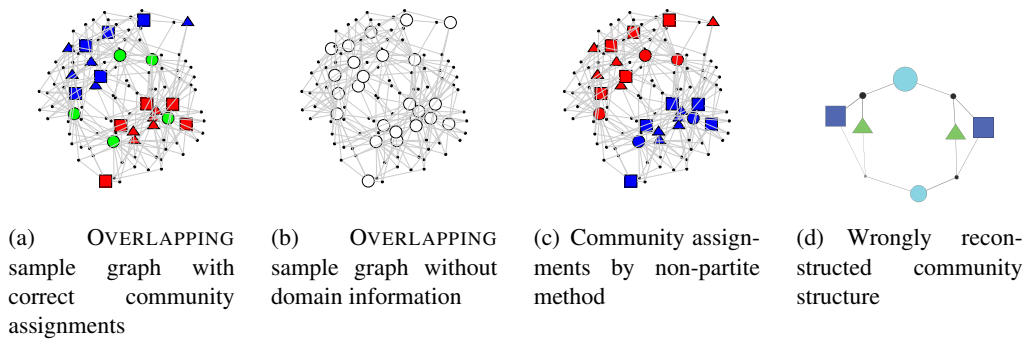 (a) OVERLAPPING
sample graph with
correct community
assignments
(b) OVERLAPPING
sample graph without
domain information
(c) Community assign-
ments by non-partite
method
(d) Wrongly recon-
structed community
structure